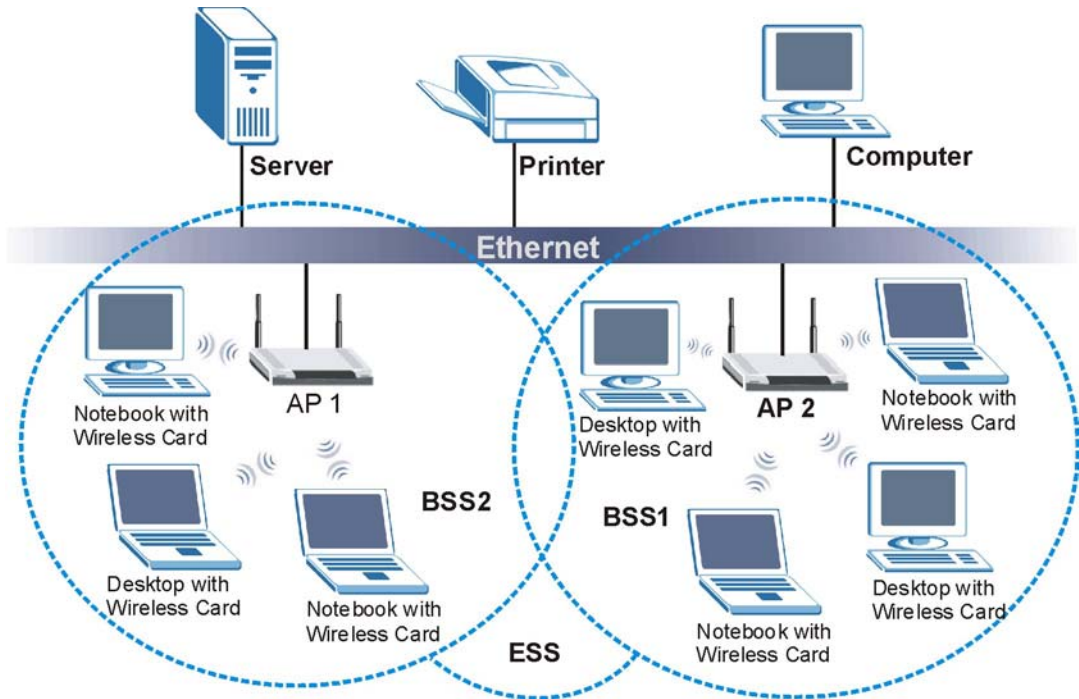 Server
Printer
Computer
Ethernet
Notebook with
Wireless Card
AP 1
Desktop with
Wireless Card
AP 2
Notebook with
Wireless Card
Desktop with
Wireless Card
Notebook with
Wireless Card
BSS2
BSS1
Notebook with
Wireless Card
Desktop with
Wireless Card
ESS